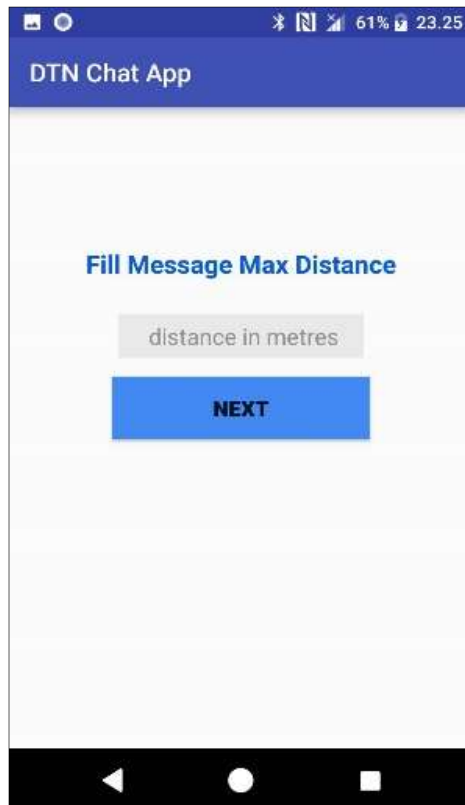 61% 23.25
DTN Chat App
Fill Message Max Distance
distance in metres
NEXT